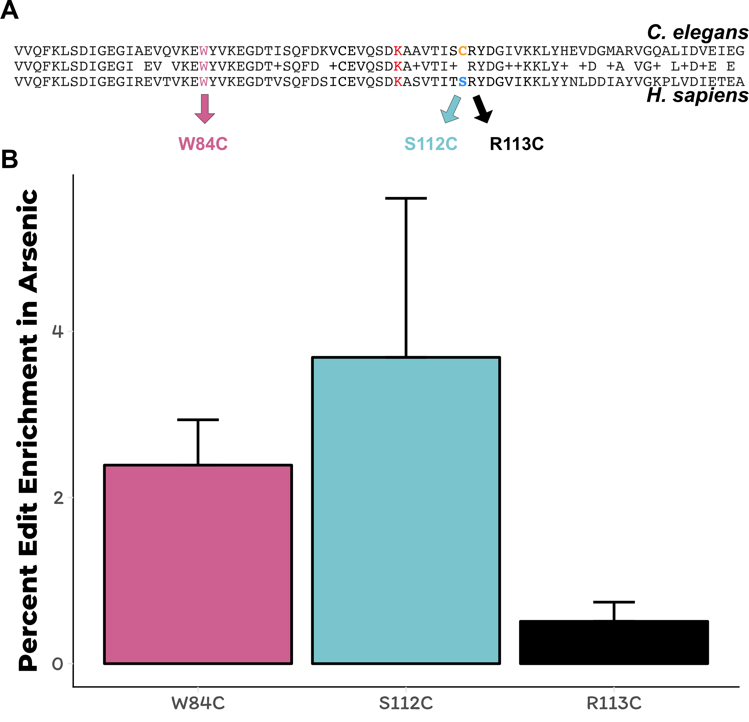 A
C. elegans
VVQFKLSDIGEGIAEVQVKEWYVKEGDTISQFDKVCEVQSDKAAVTISCRYDGIVKKLYHEVDGMARVGQALIDVEIEG
VVQFKLSDIGEGI EV VKEWYVKEGDT+SQFD +CEVQSDKA+VTI+ RYDG++KKLY+ +D +A VG+ L+D+E E
VVQFKLSDIGEGIREVTVKEWYVKEGDTVSQFDSICEVQSDKASVTITSRYDGVIKKLYYNLDDIAYVGKPLVDIETEA
H. sapiens
W84C S112C R113C
B
Percent Edit Enrichment in Arsenic
4
2
0
W84C S112C R113C